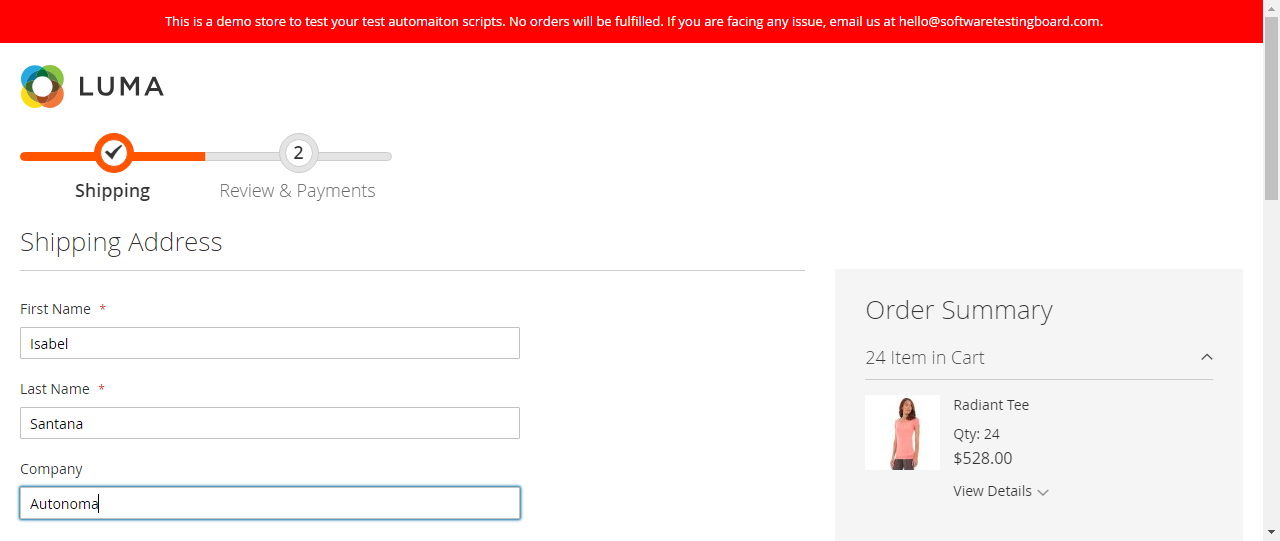 This is a demo store to test your test automaiton scripts. No orders will be fulfilled. If you are facing any issue, email us at hello@softwaretestingboard.com.
LUMA
2
Shipping
Review & Payments
Shipping Address
First Name *
Isabel
Last Name *
Santana
Company
Autonoma
Order Summary
24 Item in Cart
Radiant Tee
Qty: 24
$528.00
View Details